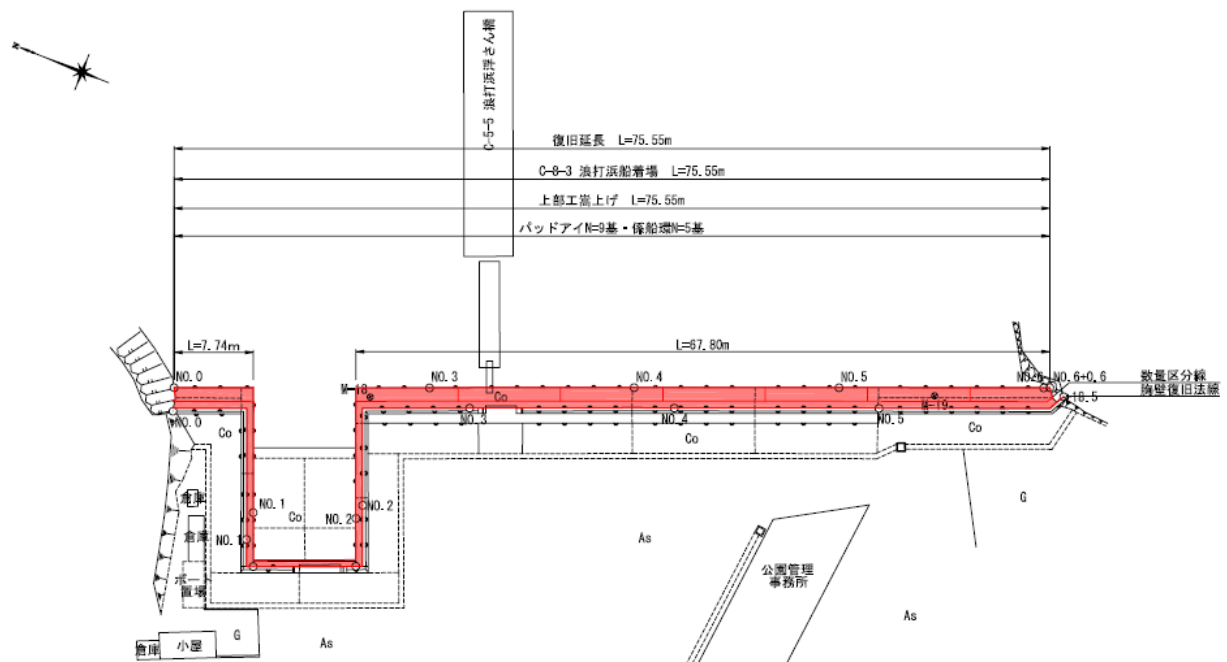 N
C-5-5 浪打浜浮さん橋
復旧延長 L=75.55m
C-8-3 浪打浜船着場 L=75.55m
上部工嵩上げ L=75.55m
パッドアイN=9基・係船環N=5基
L=7.74m
L=67.80m
NO.0
M-18
NO.3
Co
NO.4
NO.5
NO.6+0.6
数量区分線
胸壁復旧法線
18.5
M-19
NO.0
Co
NO.3
NO.4
NO.5
Co
Co
倉庫
NO.1
Co
NO.2
NO.2
G
倉庫
NO.1
As
ボート
置場
公園管理
事務所
As
倉庫
小屋
G
As